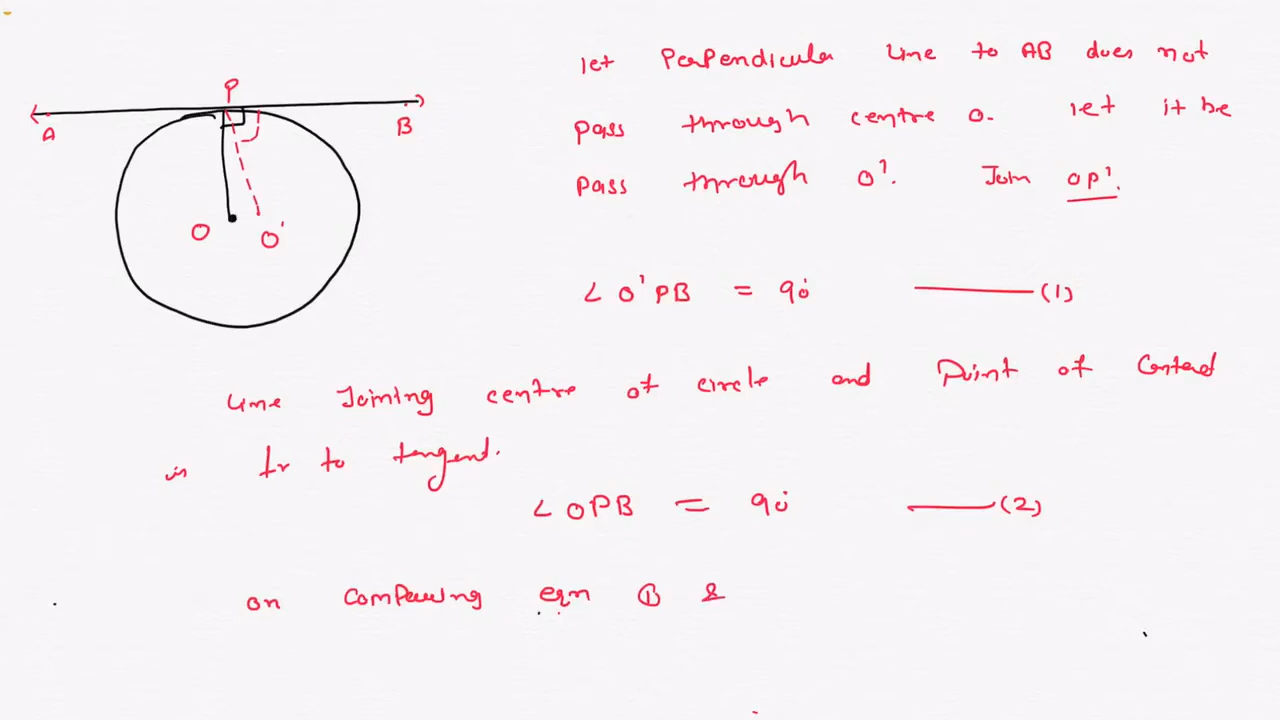 P
A
B
O
O'
let Perpendicular line to AB does not
pass through centre O. let it be
pass through O'. Join OP'.
∠ O'PB = 90° ——— (1)
line Joining centre of circle and Point of Contact
is ⊥r to tangent.
∠ OPB = 90° ——— (2)
on Comparing eqn ① &